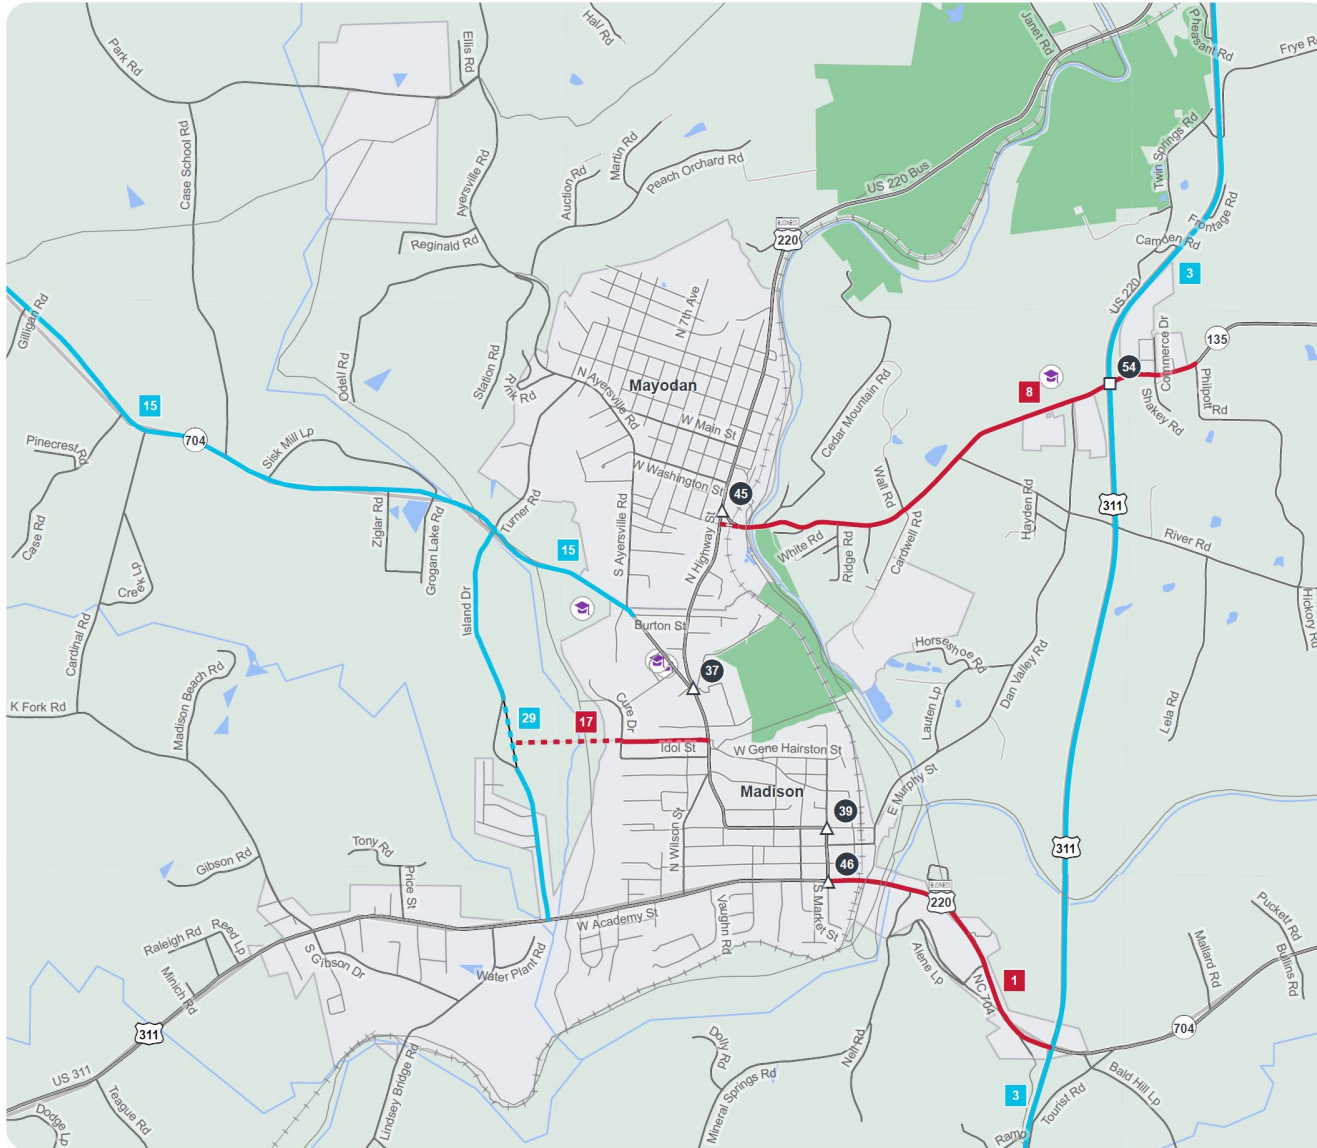 Park Rd
Ellis Rd
Hal/ Rd
Janet Rd
Pheasant Rd
Frye R
Case School Rd
Ayersville Rd
Auction Rd
Martin Rd
Peach Orchard Rd
US 220 Bus
Twin Springs Rd
Frontage Rd
Camden Rd
Reginald Rd
BUSINESS
220
3
US 220
Gilligan Rd
N 7th Ave
Commerce Dr
135
Odell Rd
Station Rd
Rynk Rd
N Ayersville Rd
Mayodan
54
8
Philpott Rd
Shakey Rd
15
704
Sisk Mill Lp
W Main St
Cedar Mountain Rd
Pinecrest Rd
W Washington St
45
Wall Rd
Hayden Rd
311
Case Rd
Ziglar Rd
Grogan Lake Rd
Turner Rd
S Ayersville Rd
N Highway St
White Rd
Ridge Rd
Cardwell Rd
River Rd
15
Creek Lp
Island Dr
Hickory Rd
Cardinal Rd
Burton St
Horseshoe Rd
Dan Valley Rd
37
Madison Beach Rd
K Fork Rd
Cure Dr
Lauten Lp
Lela Rd
29
17
Idol St
W Gene Hairston St
Madison
E Murphy St
39
N Wilson St
311
Tony Rd
Gibson Rd
Price St
46
BUSINESS
220
W Academy St
Vaughn Rd
S Market St
Puckett Rd
Raleigh Rd
Reed Lp
S Gibson Dr
Water Plant Rd
Alene Lp
NC 704
1
Mallard Rd
Bullins Rd
Minich Rd
311
704
US 311
Teague Rd
Dodge Lp
Lindsey Bridge Rd
Dolly Rd
Mineral Springs Rd
Neil Rd
3
Tourist Rd
Bald Hill Lp
Ramp